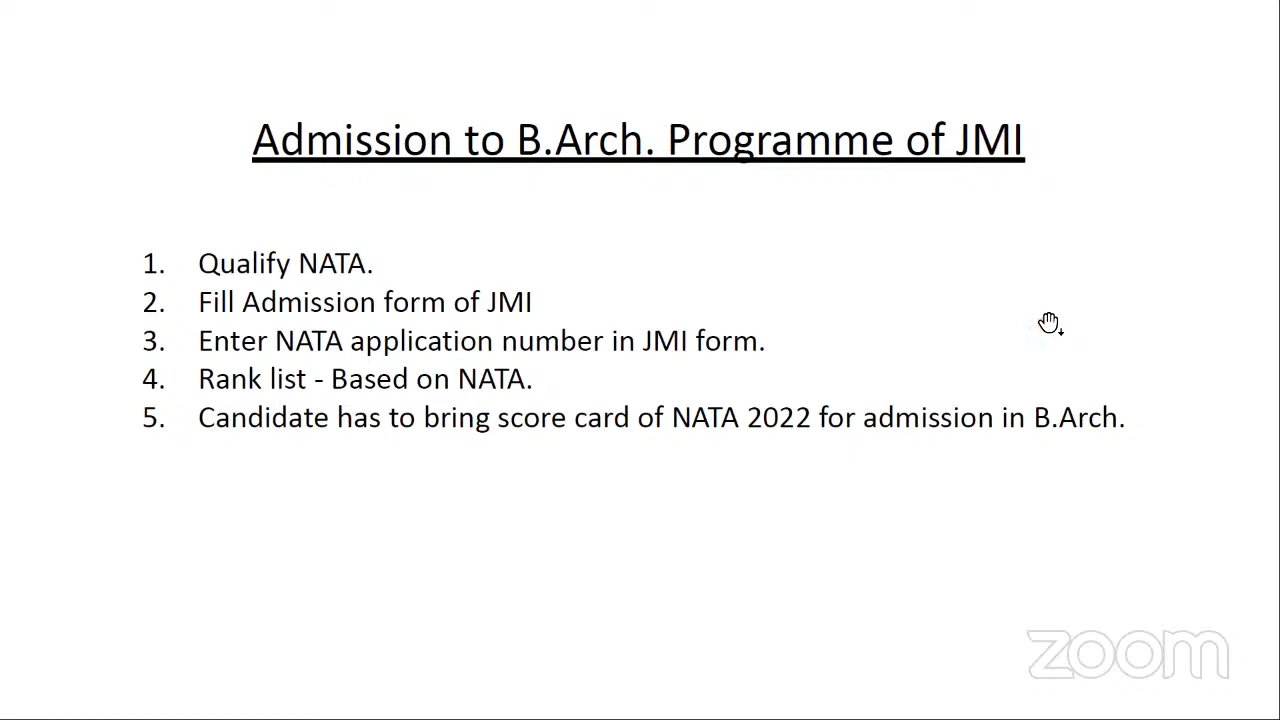 Admission to B.Arch. Programme of JMI
1. Qualify NATA.
2. Fill Admission form of JMI
3. Enter NATA application number in JMI form.
4. Rank list - Based on NATA.
5. Candidate has to bring score card of NATA 2022 for admission in B.Arch.
zoom